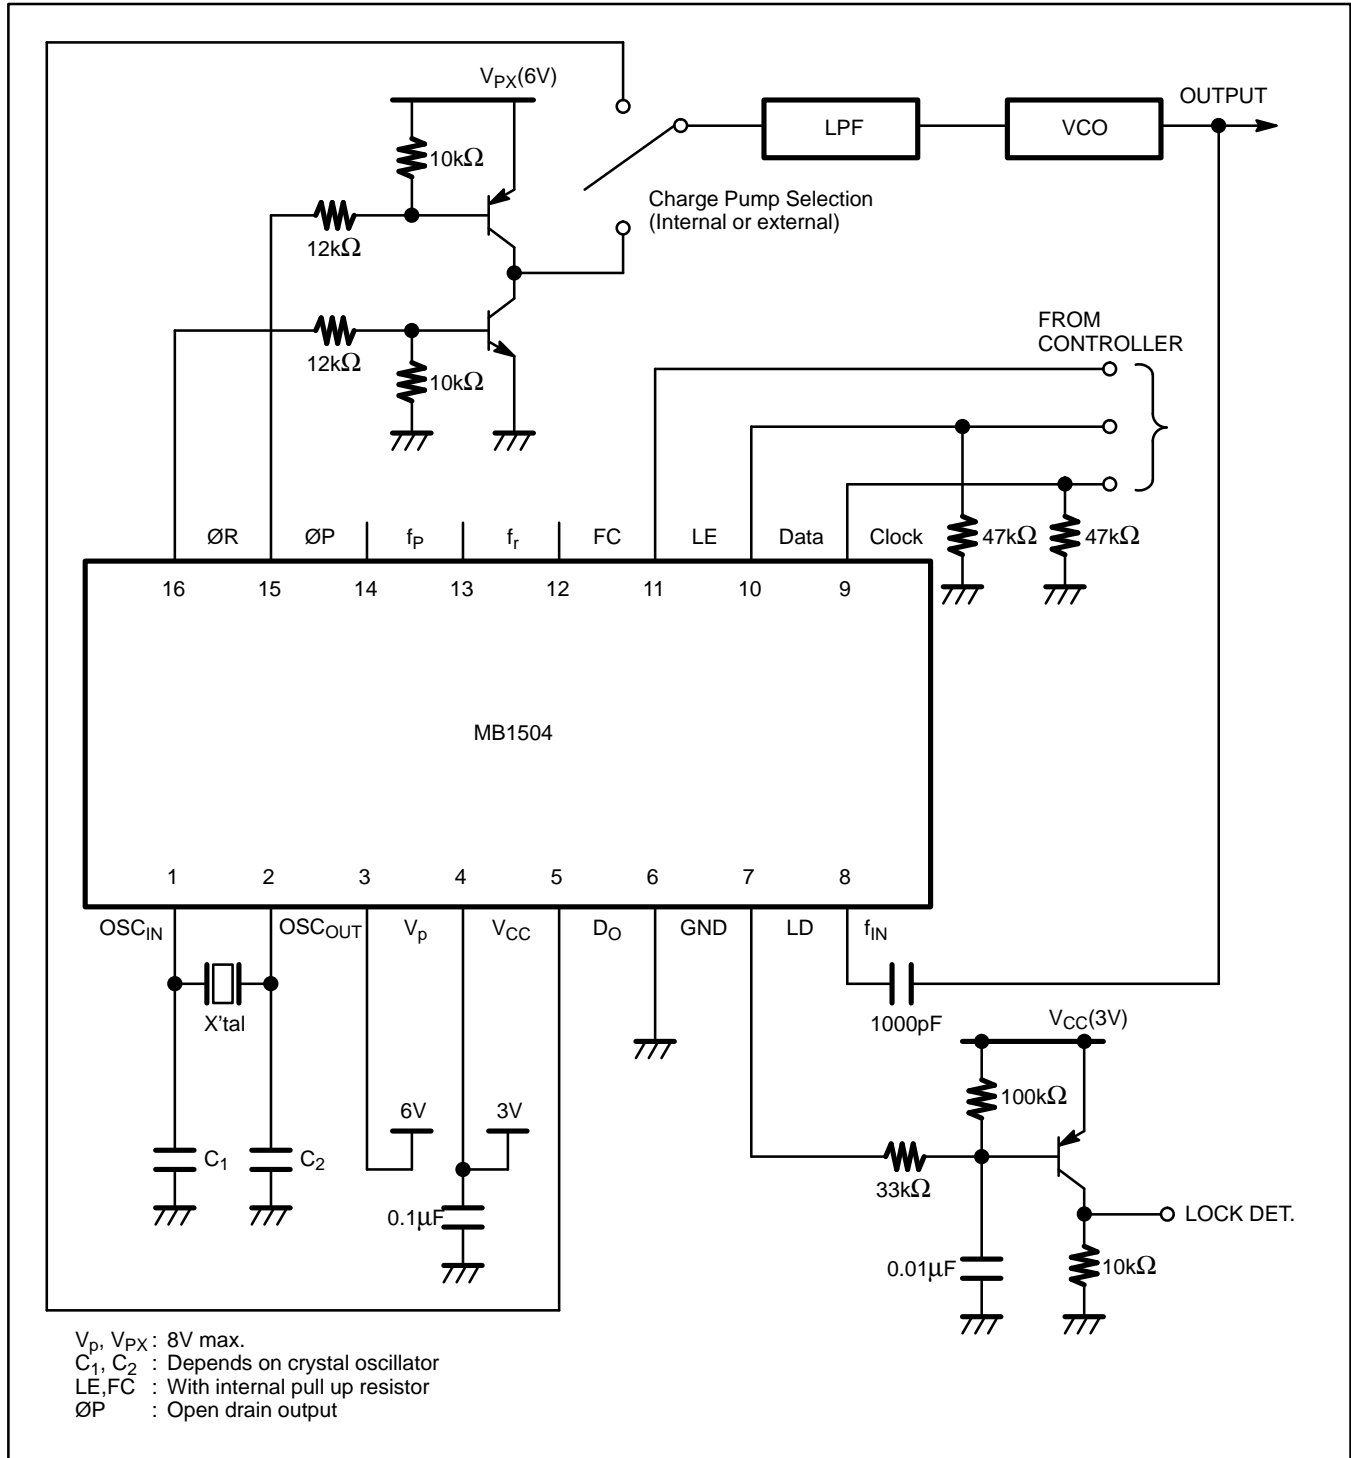 V_PX(6V)
OUTPUT
LPF
VCO
10kΩ
Charge Pump Selection
(Internal or external)
12kΩ
FROM
CONTROLLER
12kΩ
10kΩ
ØR ØP f_P f_r FC LE Data Clock
47kΩ 47kΩ
16 15 14 13 12 11 10 9
MB1504
1 2 3 4 5 6 7 8
OSC_IN OSC_OUT V_p V_CC D_O GND LD f_IN
X'tal
1000pF
V_CC(3V)
100kΩ
6V 3V
C_1 C_2
33kΩ
0.1µF
LOCK DET.
0.01µF
10kΩ
V_p, V_PX : 8V max.
C_1, C_2 : Depends on crystal oscillator
LE,FC : With internal pull up resistor
ØP : Open drain output